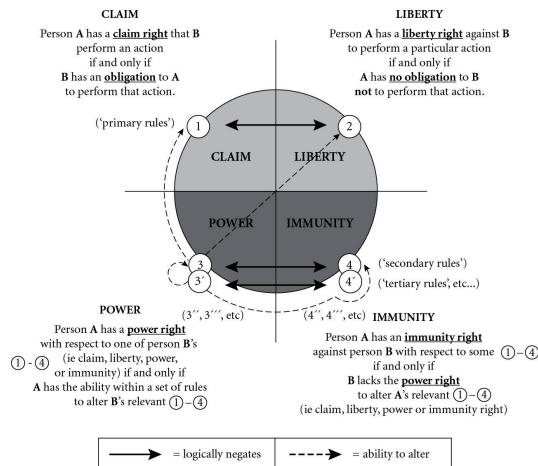 CLAIM
Person A has a claim right that B
perform an action
if and only if
B has an obligation to A
to perform that action.
LIBERTY
Person A has a liberty right against B
to perform a particular action
if and only if
A has no obligation to B
not to perform that action.
(‘primary rules’)
1
2
CLAIM
LIBERTY
POWER
IMMUNITY
3
3′
4
4′
(‘secondary rules’)
(‘tertiary rules’, etc...)
(3′′, 3′′′, etc)
(4′′, 4′′′, etc)
POWER
Person A has a power right
with respect to one of person B’s
1 - 4 (ie claim, liberty, power,
or immunity) if and only if
A has the ability within a set of rules
to alter B’s relevant 1–4
IMMUNITY
Person A has an immunity right
against person B with respect to some 1–4
if and only if
B lacks the power right
to alter A’s relevant 1–4
(ie claim, liberty, power or immunity right)
= logically negates
= ability to alter